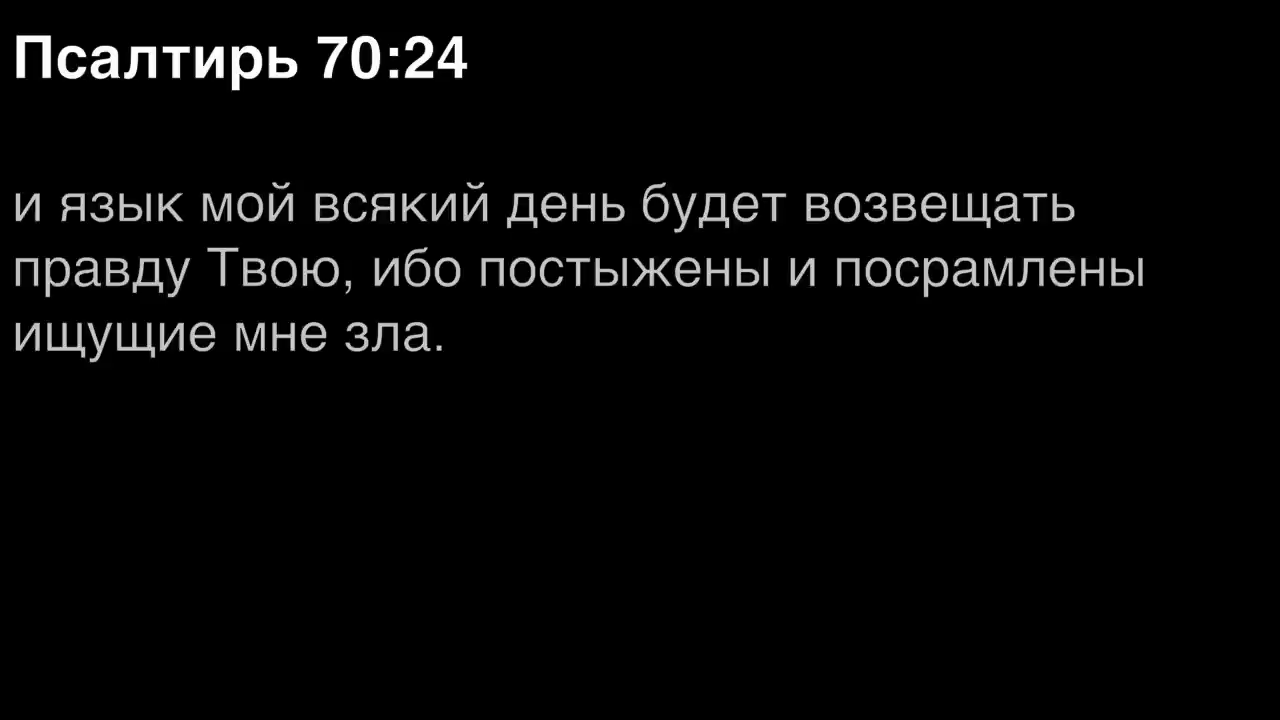 Псалтирь 70:24
и язык мой всякий день будет возвещать
правду Твою, ибо постыжены и посрамлены
ищущие мне зла.